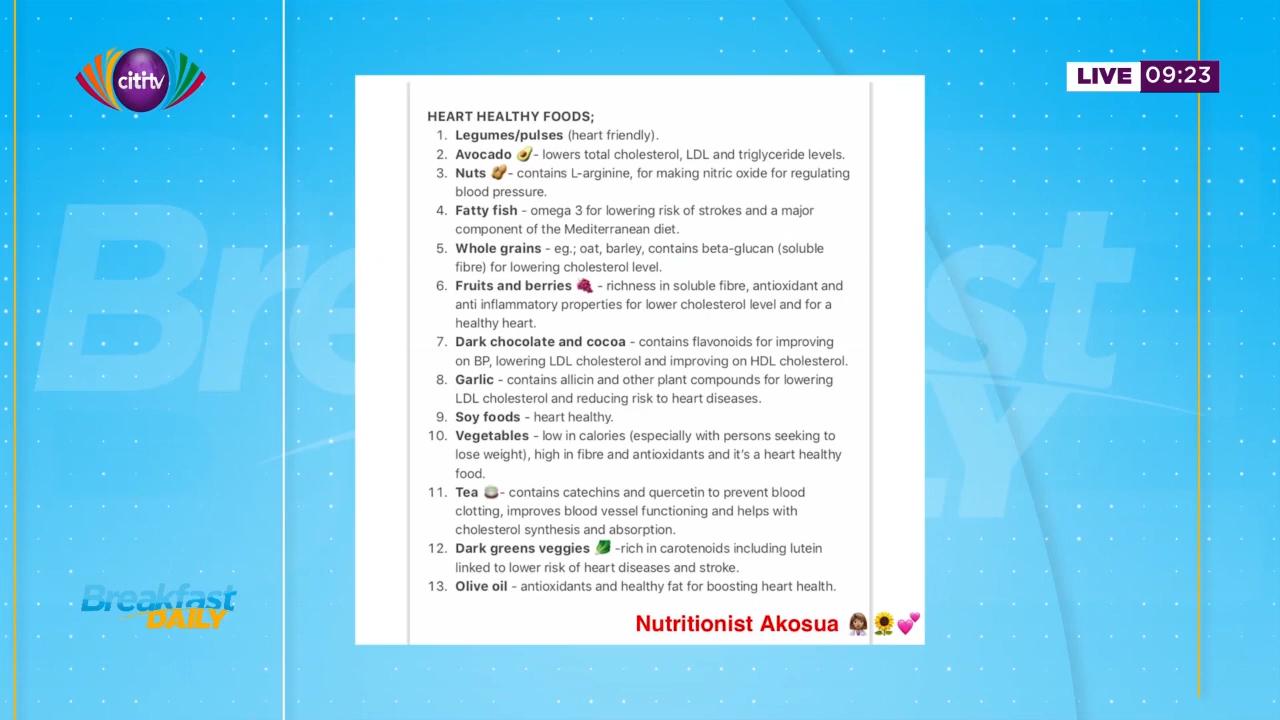 citi tv
LIVE 09:23
HEART HEALTHY FOODS;
1. Legumes/pulses (heart friendly).
2. Avocado 🥑- lowers total cholesterol, LDL and triglyceride levels.
3. Nuts 🥜- contains L-arginine, for making nitric oxide for regulating
blood pressure.
4. Fatty fish - omega 3 for lowering risk of strokes and a major
component of the Mediterranean diet.
5. Whole grains - eg.; oat, barley, contains beta-glucan (soluble
fibre) for lowering cholesterol level.
6. Fruits and berries 🍇 - richness in soluble fibre, antioxidant and
anti inflammatory properties for lower cholesterol level and for a
healthy heart.
7. Dark chocolate and cocoa - contains flavonoids for improving
on BP, lowering LDL cholesterol and improving on HDL cholesterol.
8. Garlic - contains allicin and other plant compounds for lowering
LDL cholesterol and reducing risk to heart diseases.
9. Soy foods - heart healthy.
10. Vegetables - low in calories (especially with persons seeking to
lose weight), high in fibre and antioxidants and it's a heart healthy
food.
11. Tea 🍵- contains catechins and quercetin to prevent blood
clotting, improves blood vessel functioning and helps with
cholesterol synthesis and absorption.
12. Dark greens veggies 🥬 -rich in carotenoids including lutein
linked to lower risk of heart diseases and stroke.
13. Olive oil - antioxidants and healthy fat for boosting heart health.
Nutritionist Akosua 👩🏽‍⚕️🌻💕
Breakfast
DAILY